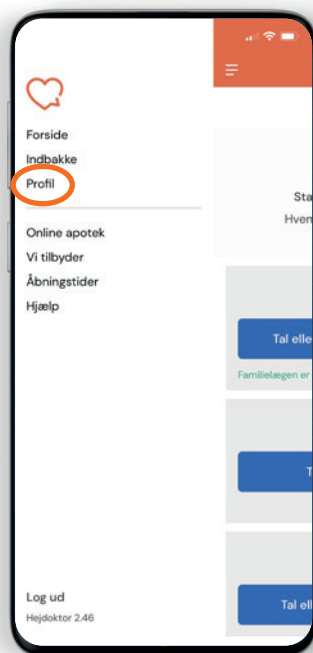 Forside
Indbakke
Profil
Online apotek
Vi tilbyder
Åbningstider
Hjælp
Log ud
Hejdoktor 2.46
Sta
Hven
Tal elle
Familielægen er
T
Tal ell